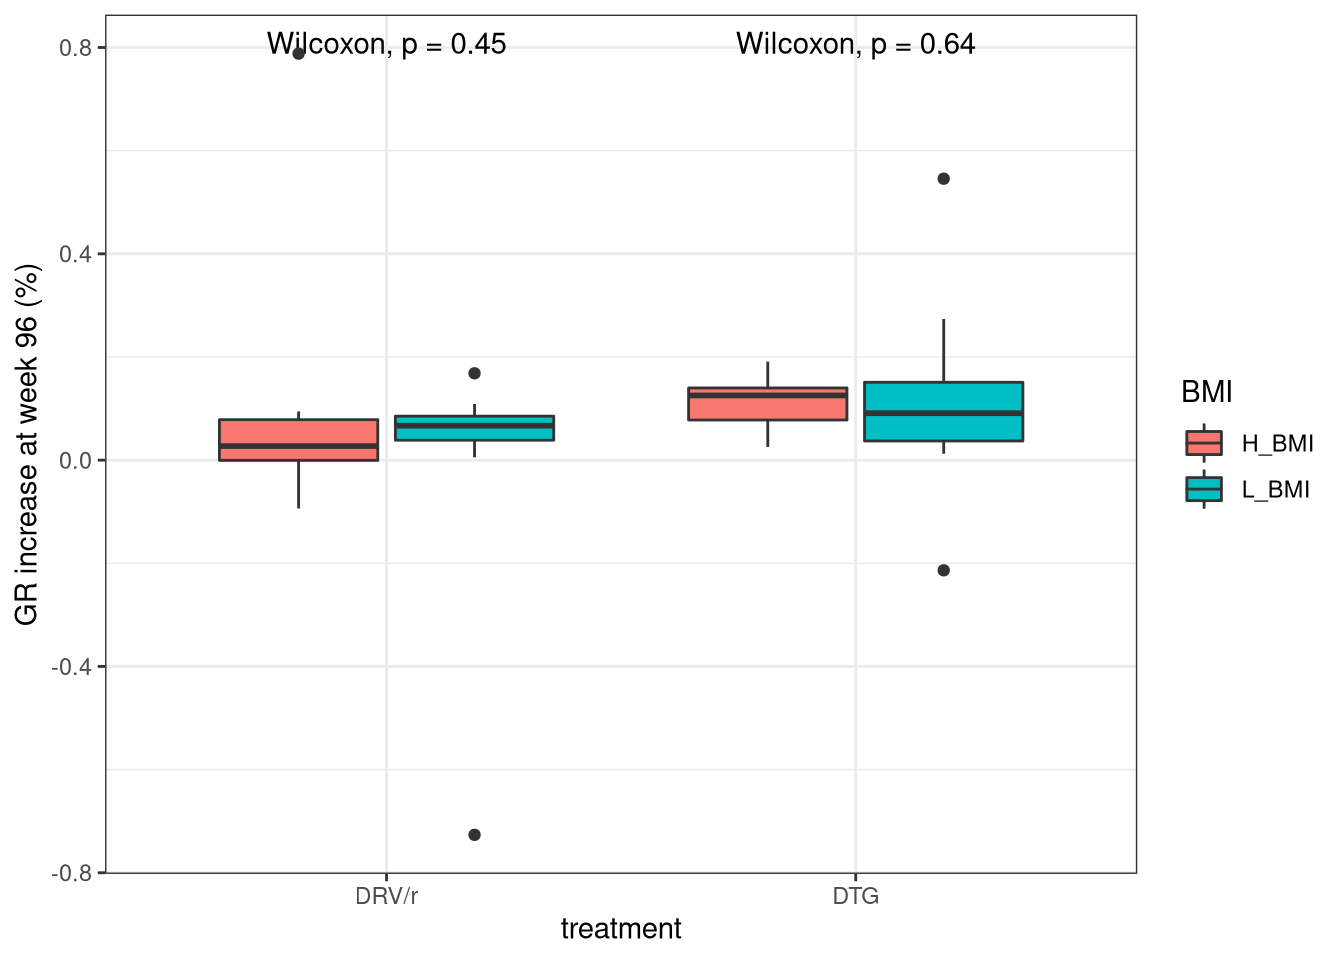 Wilcoxon, p = 0.45
Wilcoxon, p = 0.64
0.8
0.4
0.0
-0.4
-0.8
GR increase at week 96 (%)
DRV/r
DTG
treatment
BMI
H_BMI
L_BMI